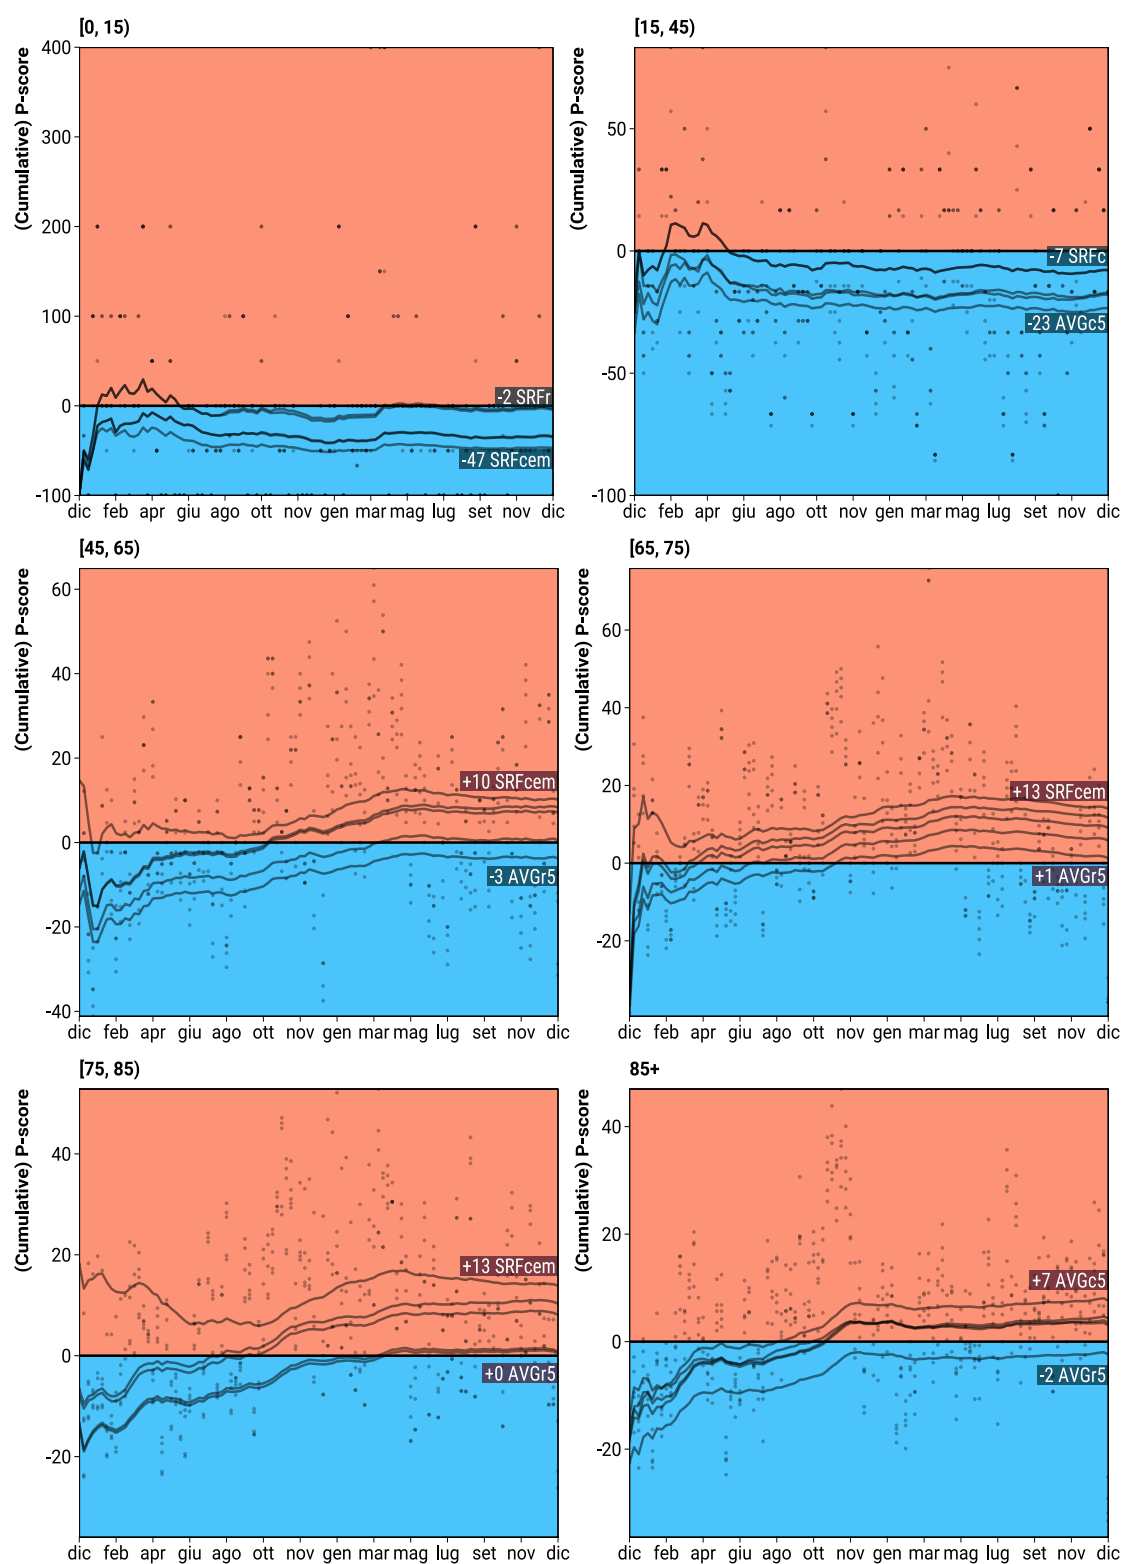 [0, 15)
(Cumulative) P-score
400
300
200
100
0
-100
-2 SRFr
-47 SRFcem
dic feb apr giu ago ott nov gen mar mag lug set nov dic
[15, 45)
(Cumulative) P-score
50
0
-50
-100
-7 SRFc
-23 AVGc5
dic feb apr giu ago ott nov gen mar mag lug set nov dic
[45, 65)
(Cumulative) P-score
60
40
20
0
-20
-40
+10 SRFcem
-3 AVGr5
dic feb apr giu ago ott nov gen mar mag lug set nov dic
[65, 75)
(Cumulative) P-score
60
40
20
0
-20
+13 SRFcem
+1 AVGr5
dic feb apr giu ago ott nov gen mar mag lug set nov dic
[75, 85)
(Cumulative) P-score
40
20
0
-20
+13 SRFcem
+0 AVGr5
dic feb apr giu ago ott nov gen mar mag lug set nov dic
85+
(Cumulative) P-score
40
20
0
-20
+7 AVGc5
-2 AVGr5
dic feb apr giu ago ott nov gen mar mag lug set nov dic